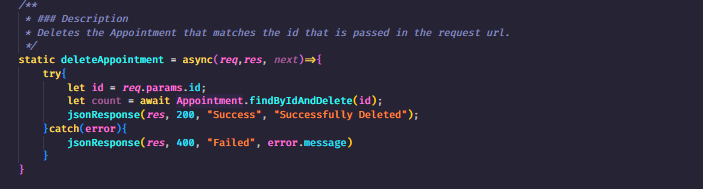 /**
 * ### Description
 * Deletes the Appointment that matches the id that is passed in the request url.
 */
static deleteAppointment = async(req,res, next)=>{
    try{
        let id = req.params.id;
        let count = await Appointment.findByIdAndDelete(id);
        jsonResponse(res, 200, "Success", "Successfully Deleted");
    }catch(error){
        jsonResponse(res, 400, "Failed", error.message)
    }
}